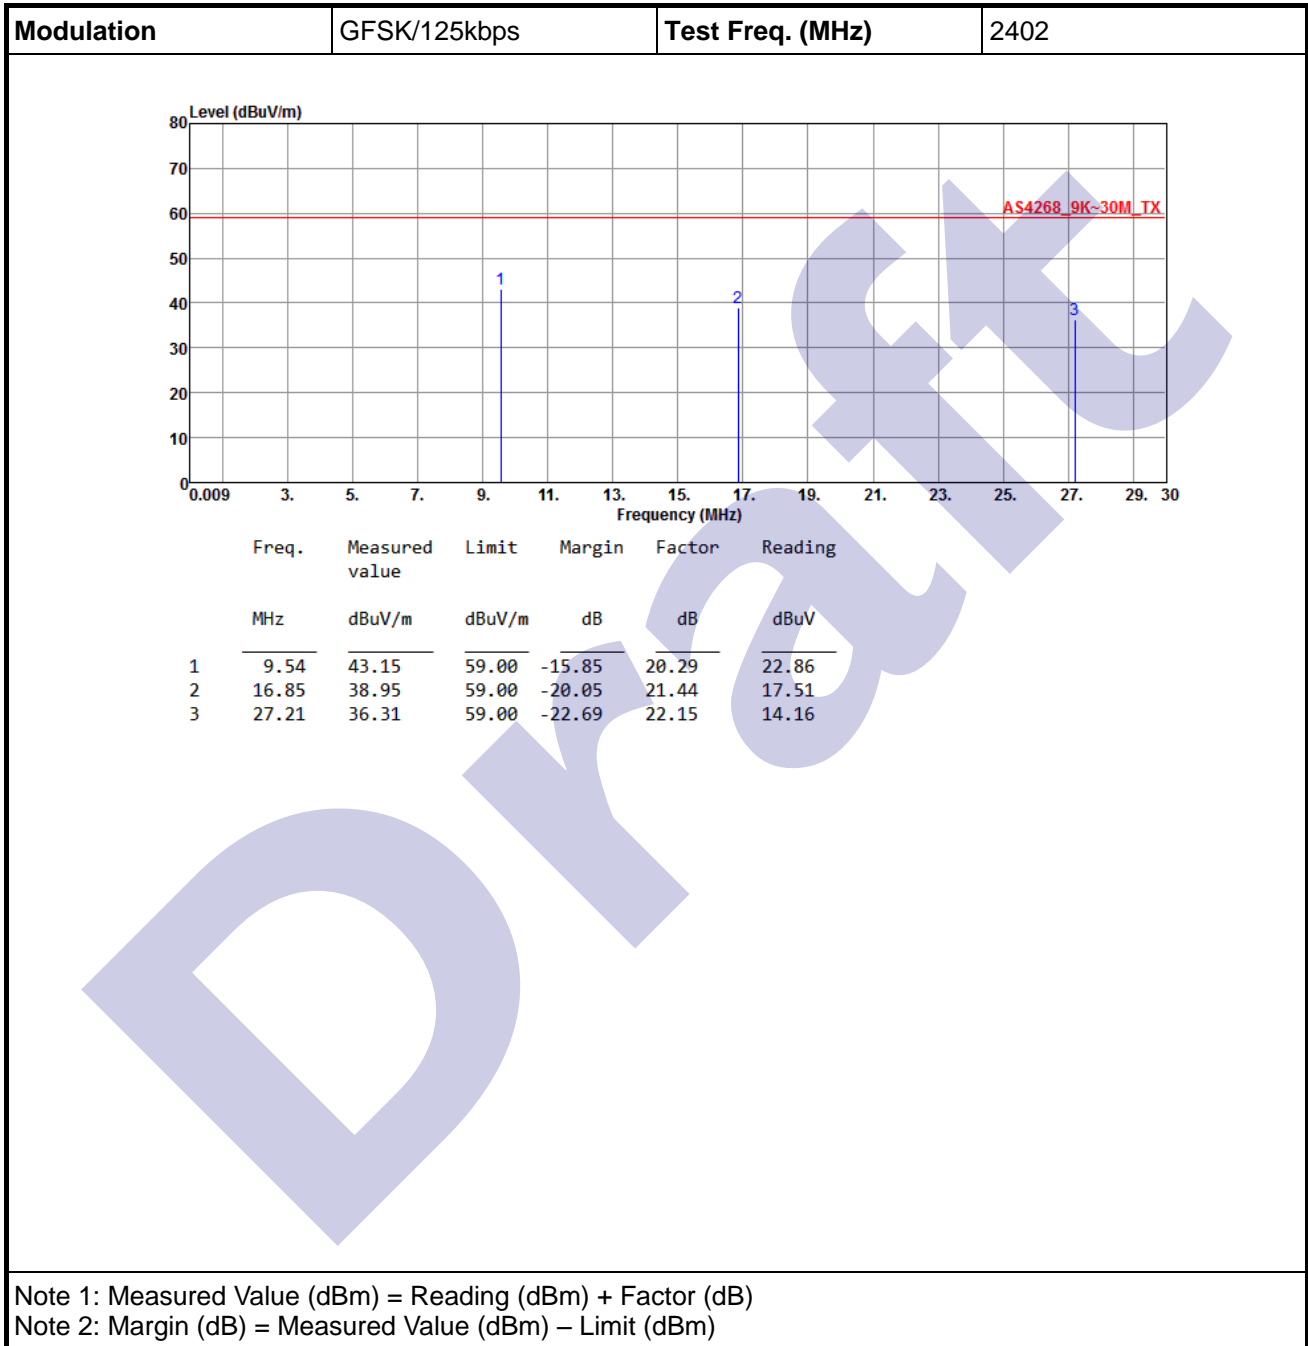 Modulation GFSK/125kbps Test Freq. (MHz) 2402
Level (dBuV/m)
80
70
60
50
40
30
20
10
0
AS4268_9K~30M_TX
1
2
3
0.009 3. 5. 7. 9. 11. 13. 15. 17. 19. 21. 23. 25. 27. 29. 30
Frequency (MHz)
Freq. Measured Limit Margin Factor Reading
value
MHz dBuV/m dBuV/m dB dB dBuV
1 9.54 43.15 59.00 -15.85 20.29 22.86
2 16.85 38.95 59.00 -20.05 21.44 17.51
3 27.21 36.31 59.00 -22.69 22.15 14.16
Draft
Note 1: Measured Value (dBm) = Reading (dBm) + Factor (dB)
Note 2: Margin (dB) = Measured Value (dBm) – Limit (dBm)